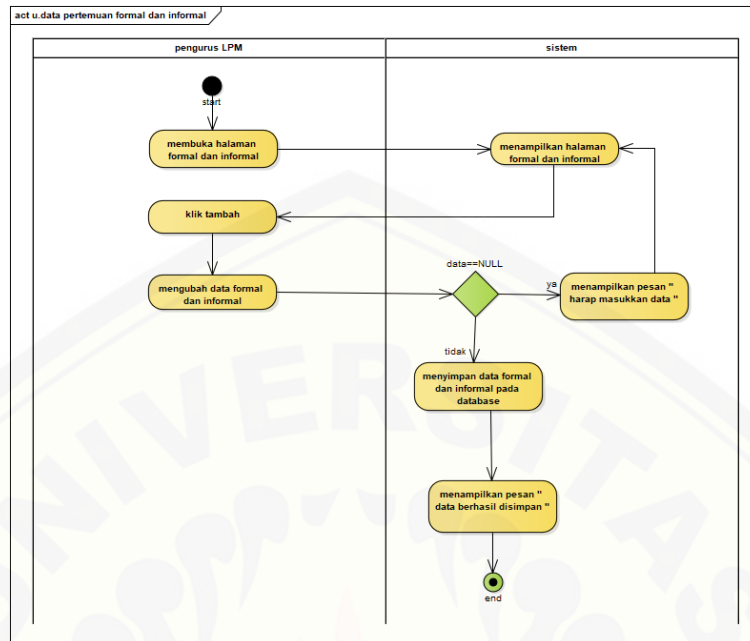 act u.data pertemuan formal dan informal
pengurus LPM
sistem
start
membuka halaman
formal dan informal
menampilkan halaman
formal dan informal
klik tambah
mengubah data formal
dan informal
data==NULL
ya
menampilkan pesan "
harap masukkan data "
tidak
menyimpan data formal
dan informal pada
database
menampilkan pesan "
data berhasil disimpan "
end
UNIVERSITAS